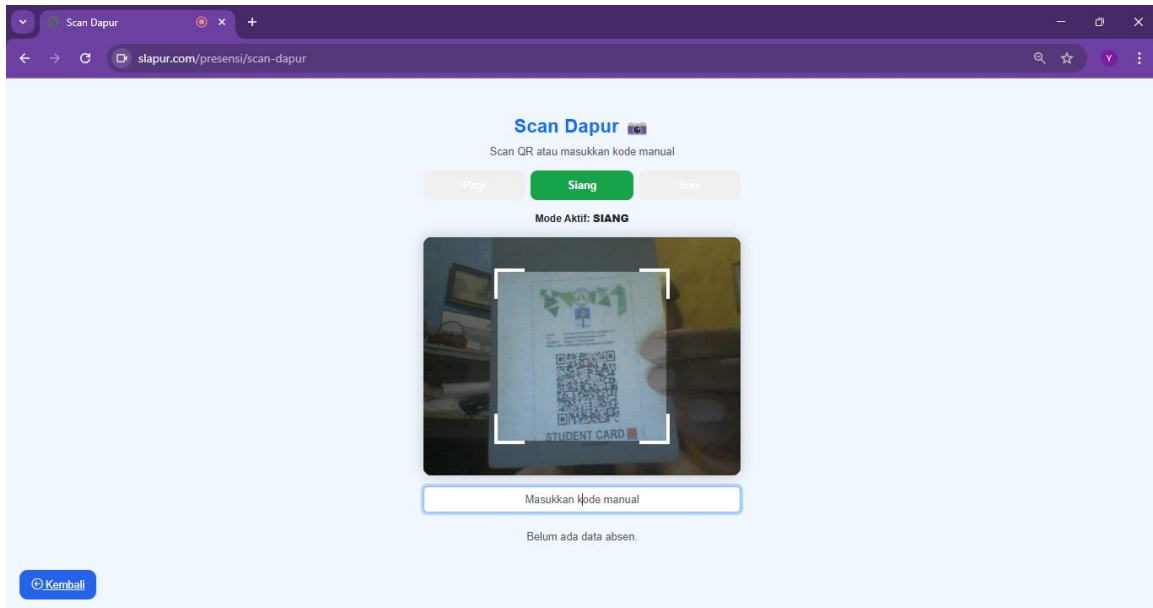 Scan Dapur
slapur.com/presensi/scan-dapur
Y
Scan Dapur
Scan QR atau masukkan kode manual
Pagi Siang Sore
Mode Aktif: SIANG
STUDENT CARD
Masukkan kode manual
Belum ada data absen.
Kembali